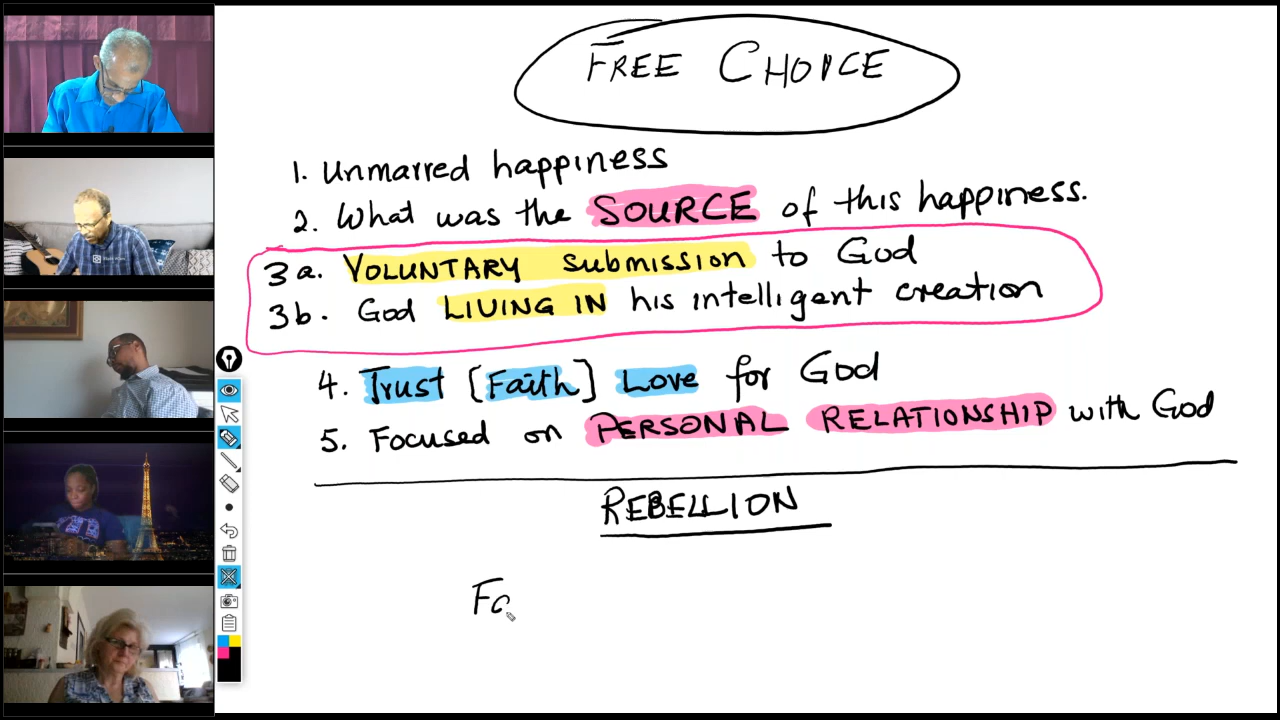 FREE CHOICE
1. Unmarred happiness
2. What was the SOURCE of this happiness.
3a. VOLUNTARY submission to God
3b. God LIVING IN his intelligent creation
4. Trust [Faith] Love for God
5. Focused on PERSONAL RELATIONSHIP with God
REBELLION
Fo